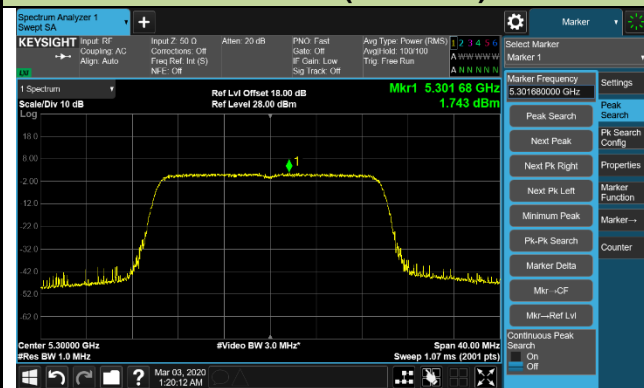 Spectrum Analyzer 1
Swept SA
Marker
KEYSIGHT
Input: RF
Coupling: AC
Align: Auto
Input Z: 50 Ω
Corrections: Off
Freq Ref: Int (S)
NFE: Off
Atten: 20 dB
PNO: Fast
Gate: Off
IF Gain: Low
Sig Track: Off
Avg Type: Power (RMS)
Avg|Hold: 100/100
Trig: Free Run
1 2 3 4 5 6
A W W W W W
A N N N N N
LXI
Select Marker
Marker 1
1 Spectrum
Scale/Div 10 dB
Log
Ref Lvl Offset 18.00 dB
Ref Level 28.00 dBm
Mkr1 5.301 68 GHz
1.743 dBm
18.0
8.00
-2.00
-12.0
-22.0
-32.0
-42.0
-52.0
-62.0
1
Center 5.30000 GHz
#Res BW 1.0 MHz
#Video BW 3.0 MHz*
Span 40.00 MHz
Sweep 1.07 ms (2001 pts)
Marker Frequency
5.301680000 GHz
Peak Search
Next Peak
Next Pk Right
Next Pk Left
Minimum Peak
Pk-Pk Search
Marker Delta
Mkr→CF
Mkr→Ref Lvl
Continuous Peak
Search
On
Off
Settings
Peak
Search
Pk Search
Config
Properties
Marker
Function
Marker→
Counter
Mar 03, 2020
1:20:12 AM